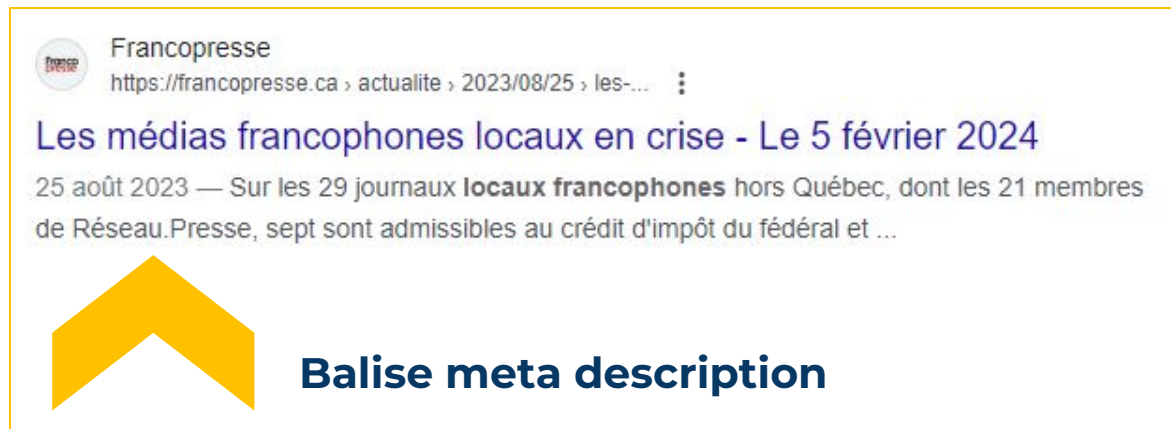 Francopresse
franco
presse
https://francopresse.ca › actualite › 2023/08/25 › les-...
Les médias francophones locaux en crise - Le 5 février 2024
25 août 2023 — Sur les 29 journaux locaux francophones hors Québec, dont les 21 membres
de Réseau.Presse, sept sont admissibles au crédit d'impôt du fédéral et ...
Balise meta description